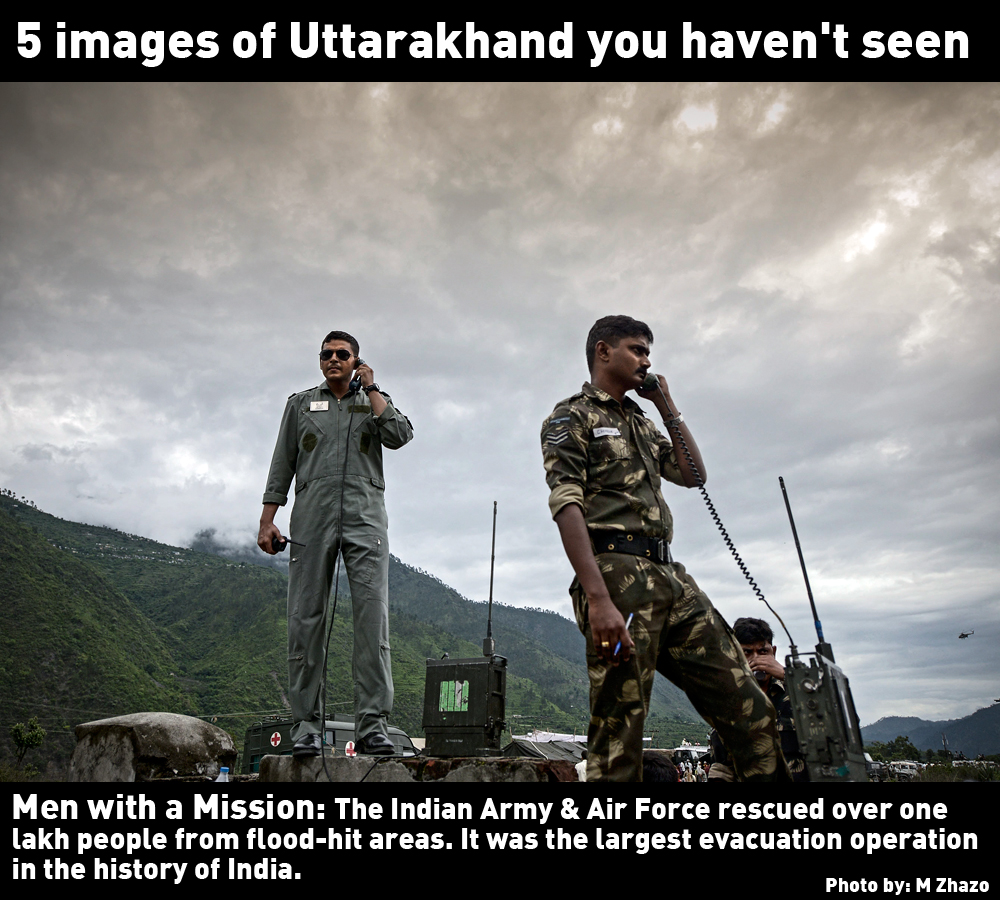 5 images of Uttarakhand you haven't seen
Men with a Mission: The Indian Army & Air Force rescued over one
lakh people from flood-hit areas. It was the largest evacuation operation
in the history of India.
Photo by: M Zhazo